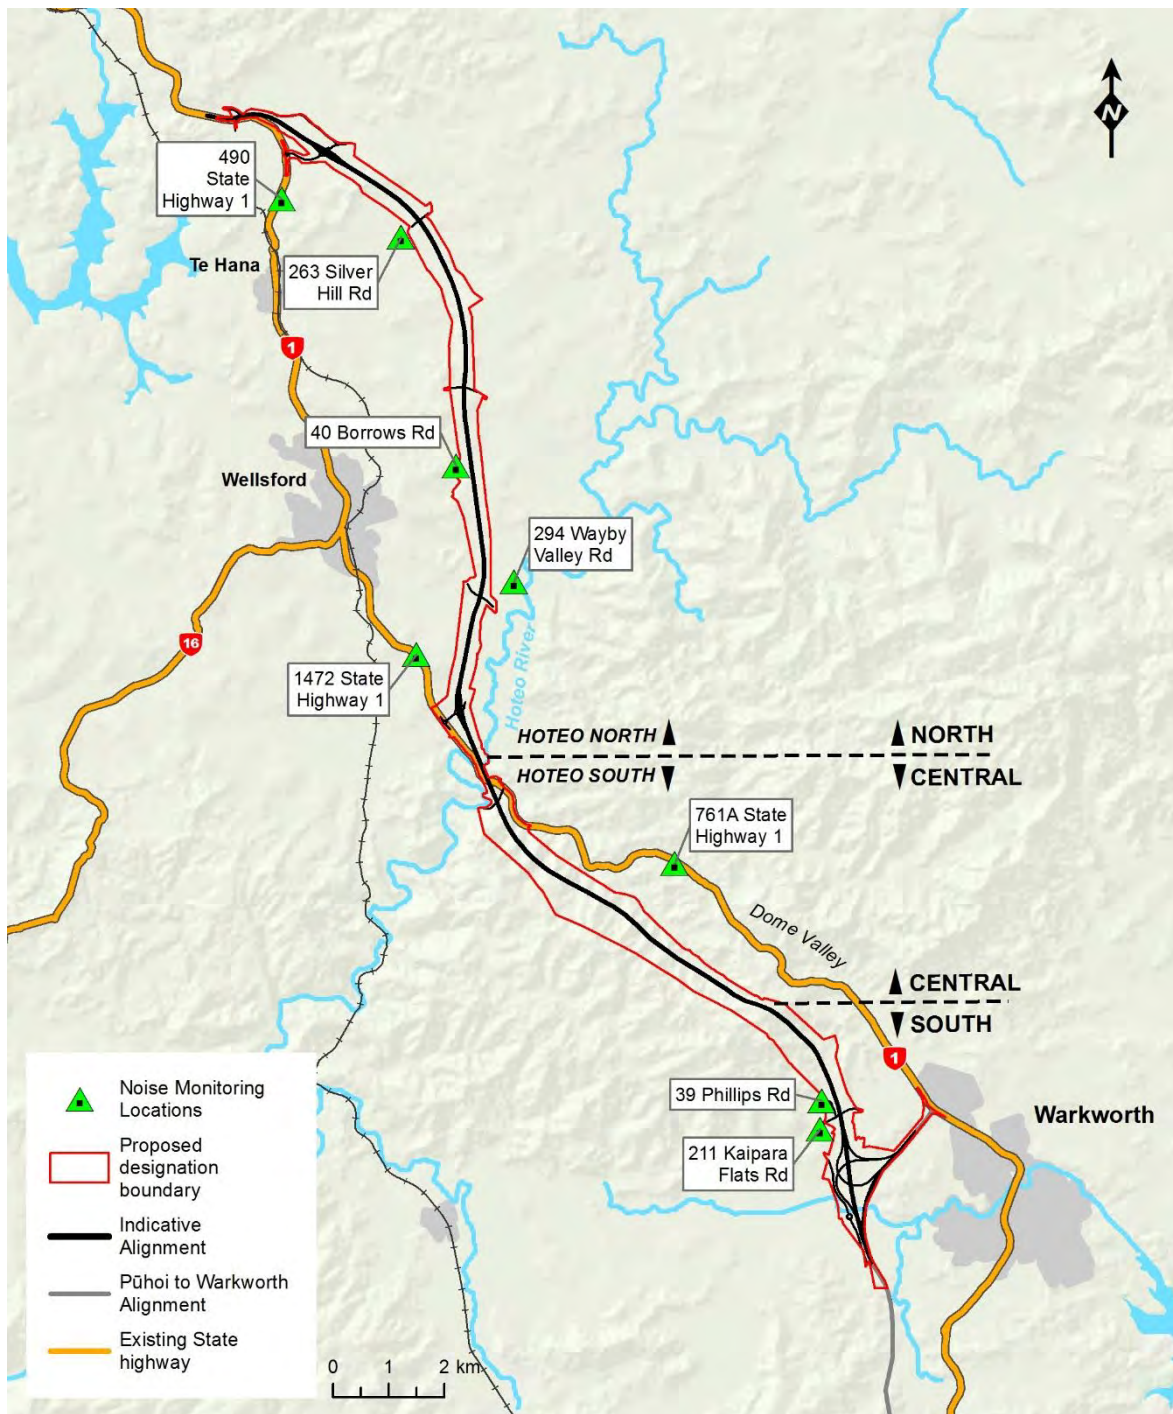 N
490
State
Highway 1
Te Hana
263 Silver
Hill Rd
1
40 Borrows Rd
Wellsford
294 Wayby
Valley Rd
16
Hoteo River
1472 State
Highway 1
HOTEO NORTH
NORTH
HOTEO SOUTH
CENTRAL
761A State
Highway 1
Dome Valley
CENTRAL
SOUTH
1
39 Phillips Rd
Warkworth
211 Kaipara
Flats Rd
Noise Monitoring
Locations
Proposed
designation
boundary
Indicative
Alignment
Pūhoi to Warkworth
Alignment
Existing State
highway
0 1 2 km